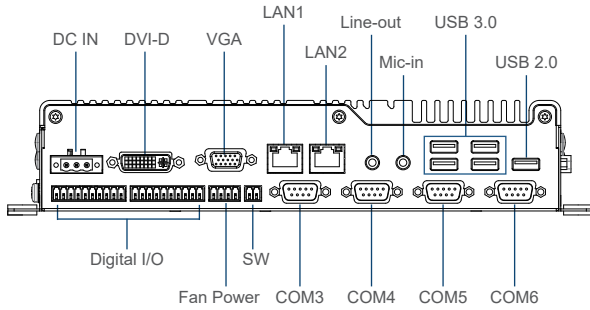 LAN1 Line-out USB 3.0
DC IN DVI-D VGA LAN2 Mic-in USB 2.0
Digital I/O SW
Fan Power COM3 COM4 COM5 COM6